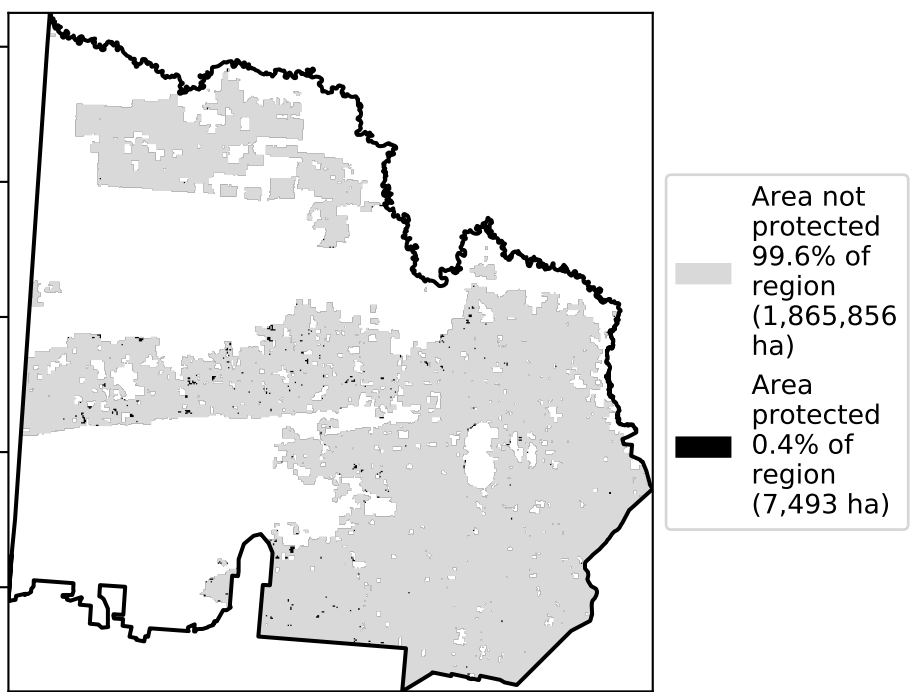 Area not
protected
99.6% of
region
(1,865,856
ha)
Area
protected
0.4% of
region
(7,493 ha)